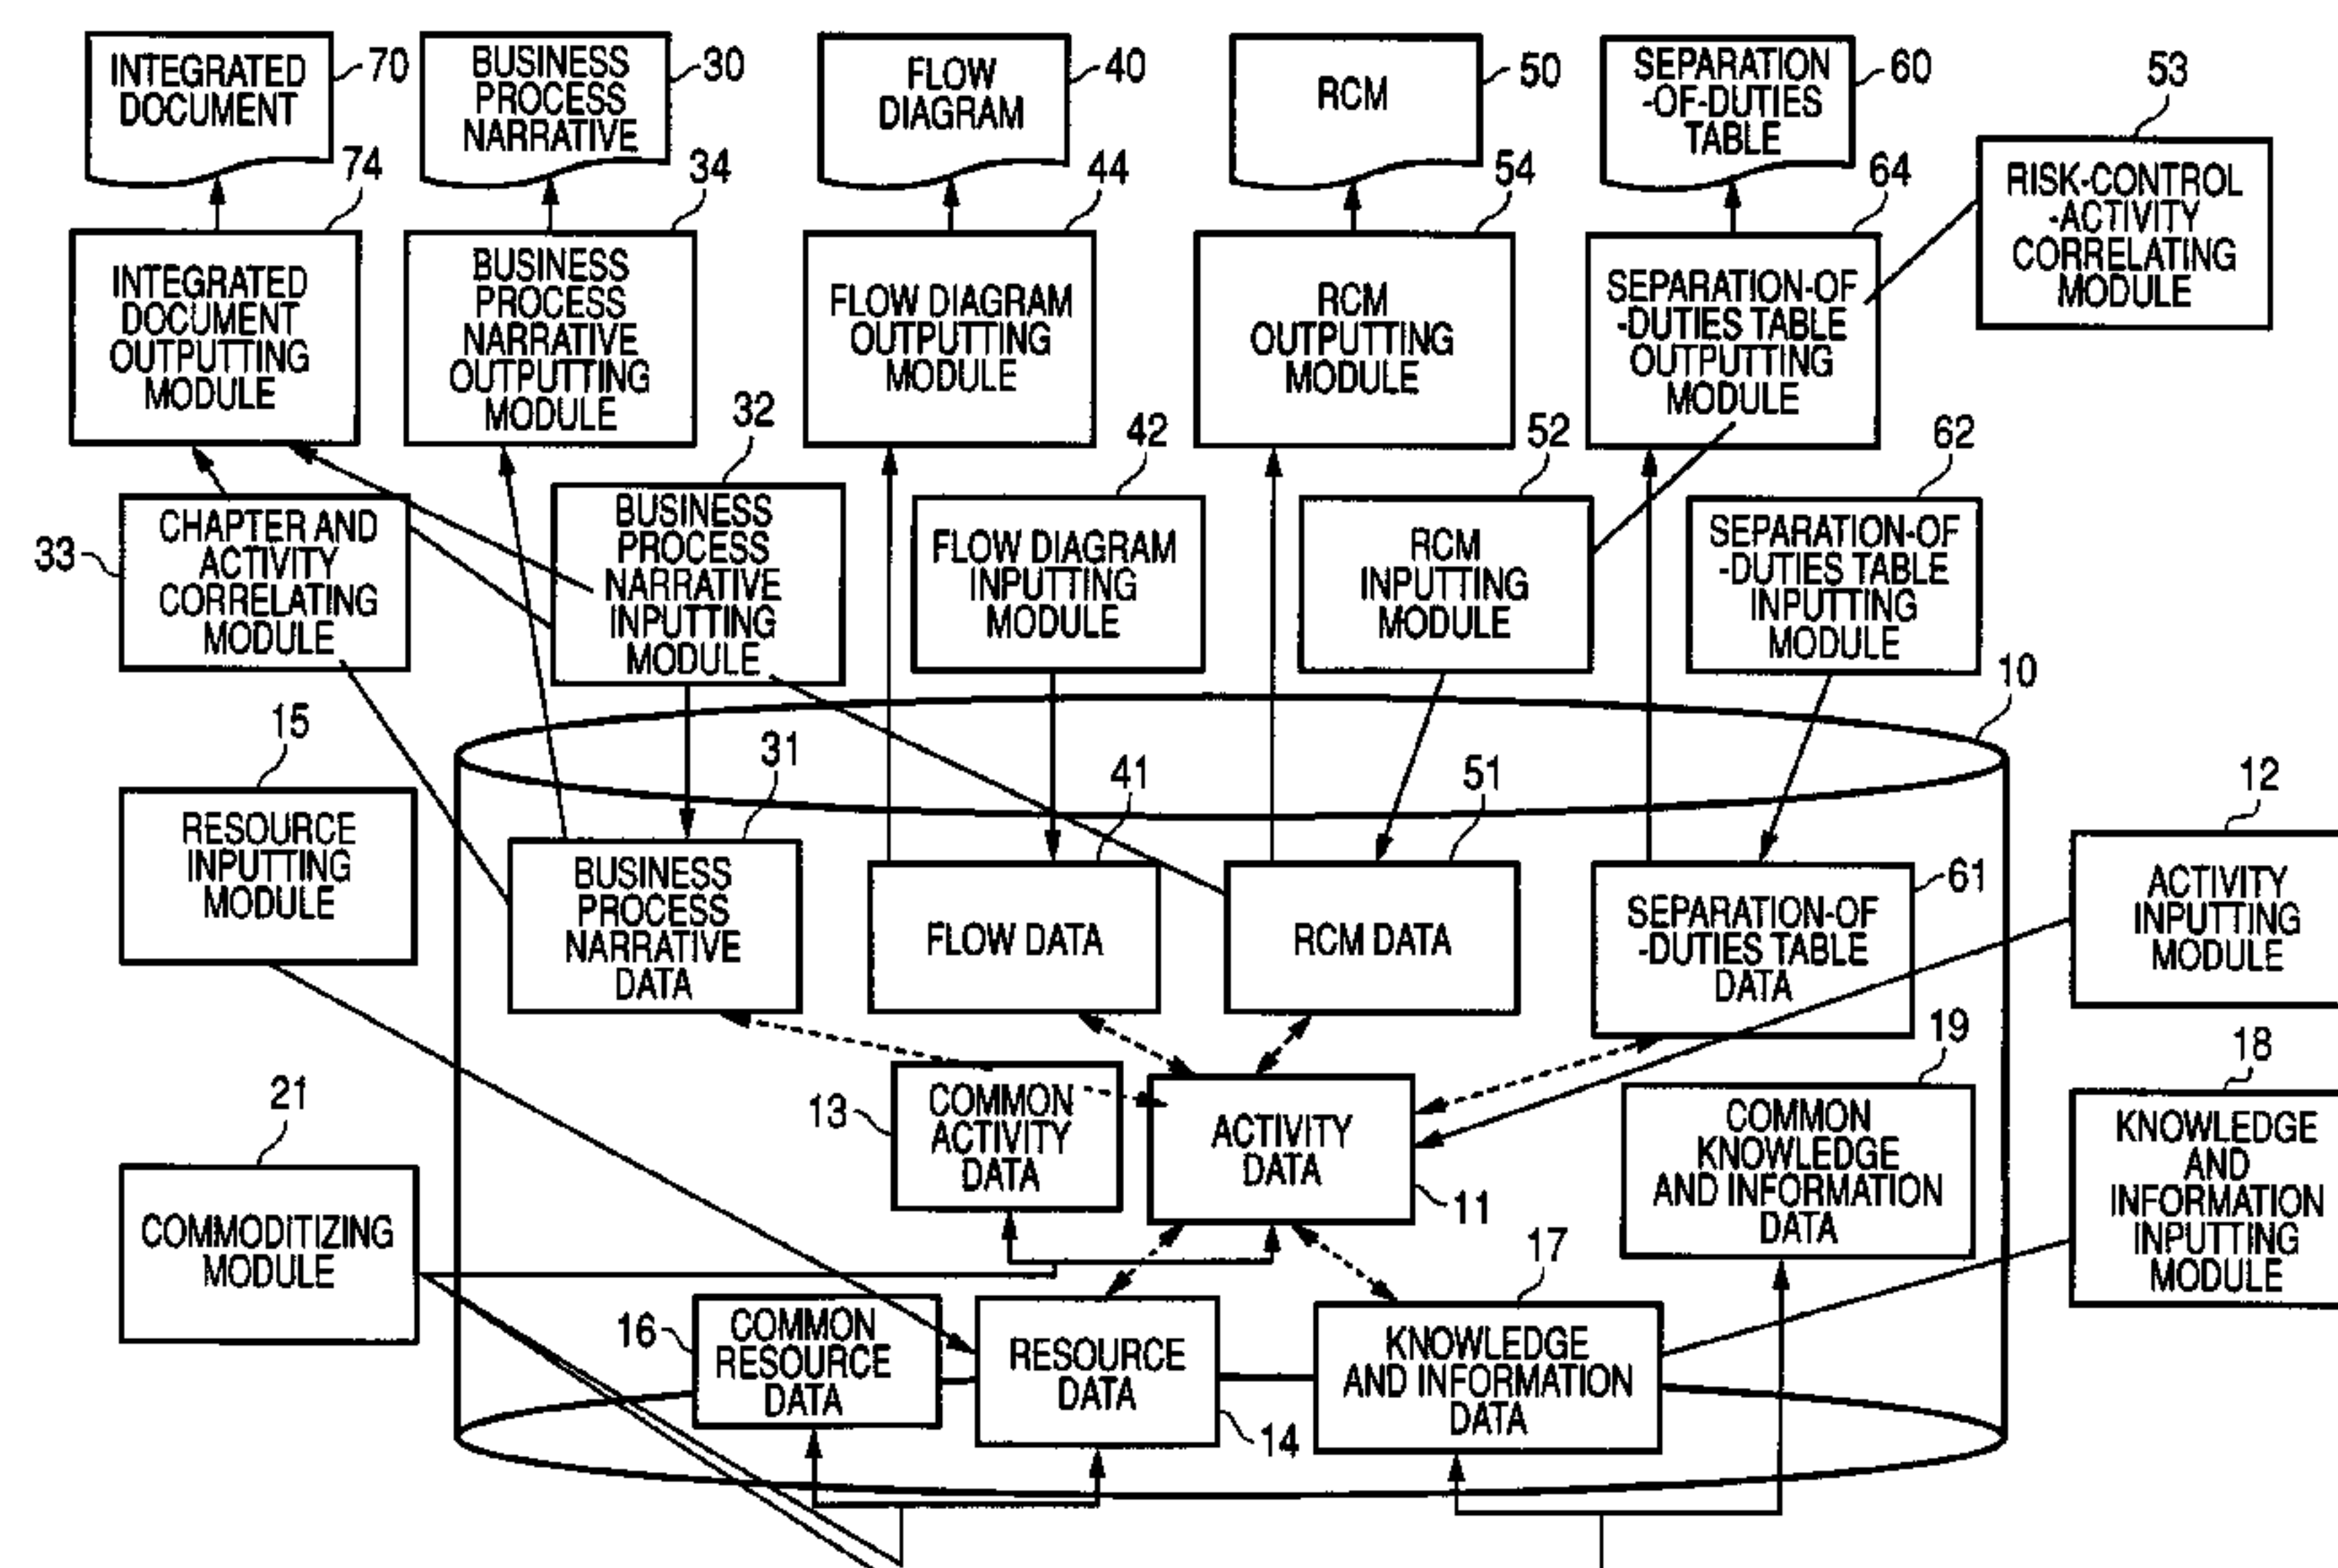 INTEGRATED
DOCUMENT
70
BUSINESS
PROCESS
NARRATIVE
30
FLOW
DIAGRAM
40
RCM
50
SEPARATION
-OF-DUTIES
TABLE
60
53
RISK-CONTROL
-ACTIVITY
CORRELATING
MODULE
74
INTEGRATED
DOCUMENT
OUTPUTTING
MODULE
34
BUSINESS
PROCESS
NARRATIVE
OUTPUTTING
MODULE
44
FLOW DIAGRAM
OUTPUTTING
MODULE
54
RCM
OUTPUTTING
MODULE
64
SEPARATION-OF
-DUTIES TABLE
OUTPUTTING
MODULE
33
CHAPTER AND
ACTIVITY
CORRELATING
MODULE
32
BUSINESS
PROCESS
NARRATIVE
INPUTTING
MODULE
42
FLOW DIAGRAM
INPUTTING
MODULE
52
RCM
INPUTTING
MODULE
62
SEPARATION-OF
-DUTIES TABLE
INPUTTING
MODULE
10
15
RESOURCE
INPUTTING
MODULE
31
BUSINESS
PROCESS
NARRATIVE
DATA
41
FLOW DATA
51
RCM DATA
61
SEPARATION-OF
-DUTIES TABLE
DATA
12
ACTIVITY
INPUTTING
MODULE
21
COMMODITIZING
MODULE
13
COMMON
ACTIVITY
DATA
ACTIVITY
DATA
11
19
COMMON
KNOWLEDGE
AND INFORMATION
DATA
18
KNOWLEDGE
AND
INFORMATION
INPUTTING
MODULE
16
COMMON
RESOURCE
DATA
RESOURCE
DATA
14
17
KNOWLEDGE
AND INFORMATION
DATA